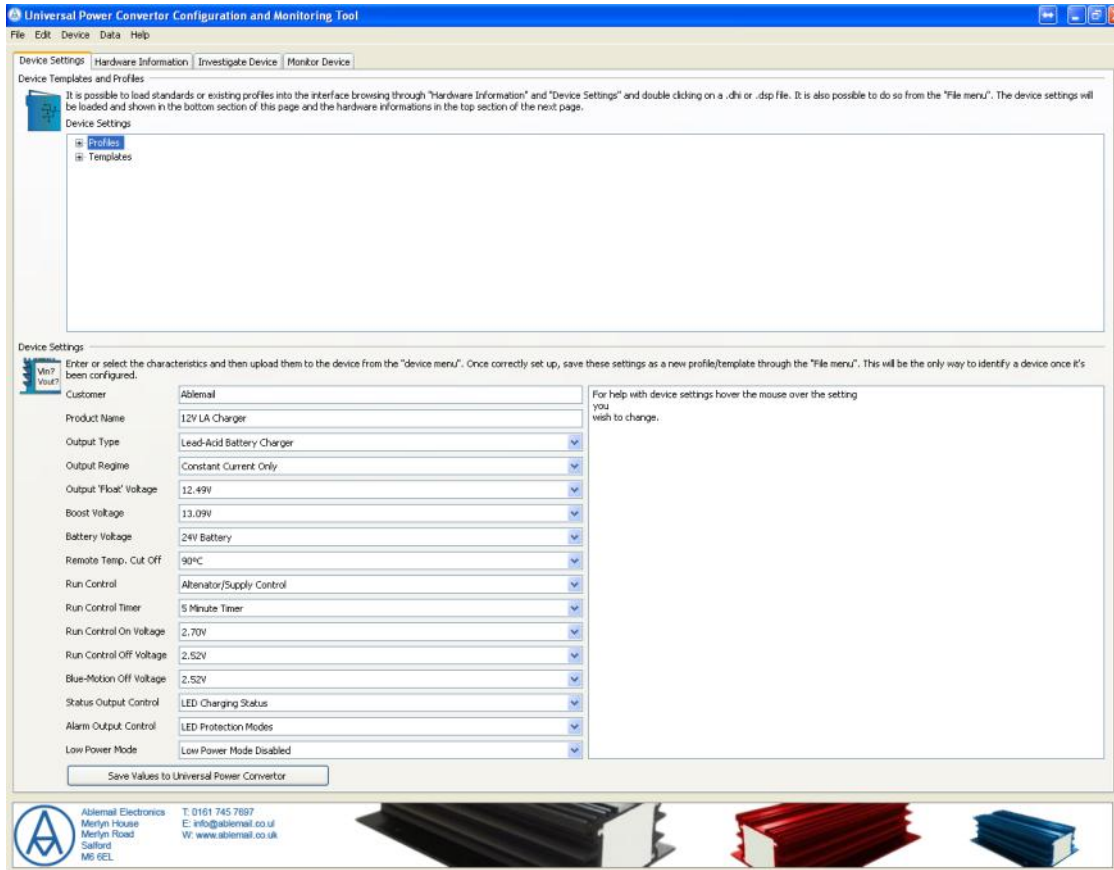 Universal Power Convertor Configuration and Monitoring Tool
File Edit Device Data Help
Device Settings Hardware Information Investigate Device Monitor Device
Device Templates and Profiles
It is possible to load standards or existing profiles into the interface browsing through "Hardware Information" and "Device Settings" and double clicking on a .dhi or .dsp file. It is also possible to do so from the "File menu". The device settings will
be loaded and shown in the bottom section of this page and the hardware informations in the top section of the next page.
Device Settings
Profiles
Templates
Device Settings
Vin?
Vout?
Enter or select the characteristics and then upload them to the device from the "device menu". Once correctly set up, save these settings as a new profile/template through the "File menu". This will be the only way to identify a device once it's
been configured.
Customer Ablemail
Product Name 12V LA Charger
Output Type Lead-Acid Battery Charger
Output Regime Constant Current Only
Output 'Float' Voltage 12.49V
Boost Voltage 13.09V
Battery Voltage 24V Battery
Remote Temp. Cut Off 90°C
Run Control Altenator/Supply Control
Run Control Timer 5 Minute Timer
Run Control On Voltage 2.70V
Run Control Off Voltage 2.52V
Blue-Motion Off Voltage 2.52V
Status Output Control LED Charging Status
Alarm Output Control LED Protection Modes
Low Power Mode Low Power Mode Disabled
For help with device settings hover the mouse over the setting
you
wish to change.
Save Values to Universal Power Convertor
Ablemail Electronics
Merlyn House
Merlyn Road
Salford
M6 6EL
T: 0161 745 7697
E: info@ablemail.co.ul
W: www.ablemail.co.uk